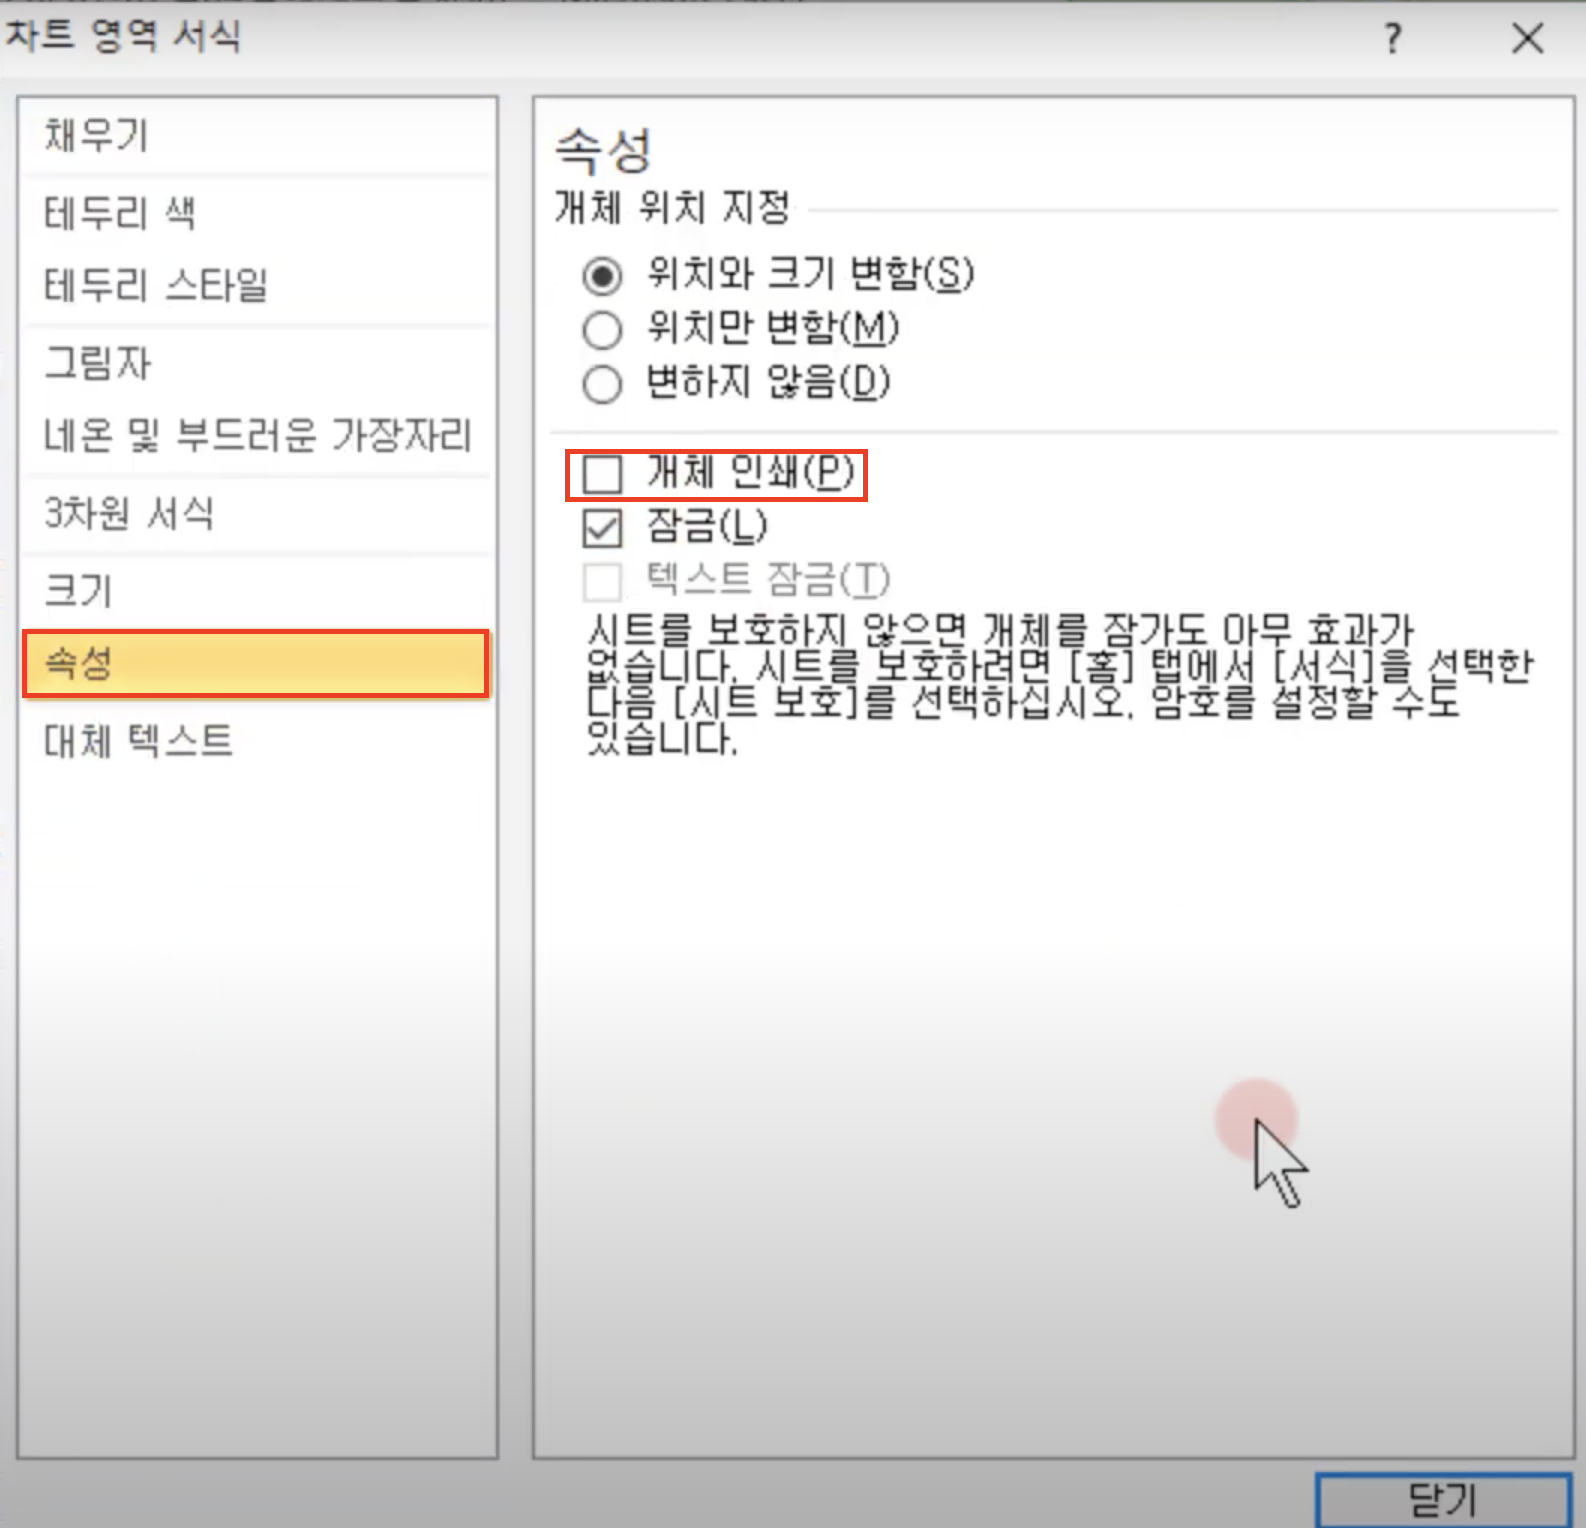 차트 영역 서식
?
채우기
테두리 색
테두리 스타일
그림자
네온 및 부드러운 가장자리
3차원 서식
크기
속성
대체 텍스트
속성
개체 위치 지정
위치와 크기 변함(S)
위치만 변함(M)
변하지 않음(D)
개체 인쇄(P)
잠금(L)
텍스트 잠금(T)
시트를 보호하지 않으면 개체를 잠가도 아무 효과가
없습니다. 시트를 보호하려면 [홈] 탭에서 [서식]을 선택한
다음 [시트 보호]를 선택하십시오. 암호를 설정할 수도
있습니다.
닫기